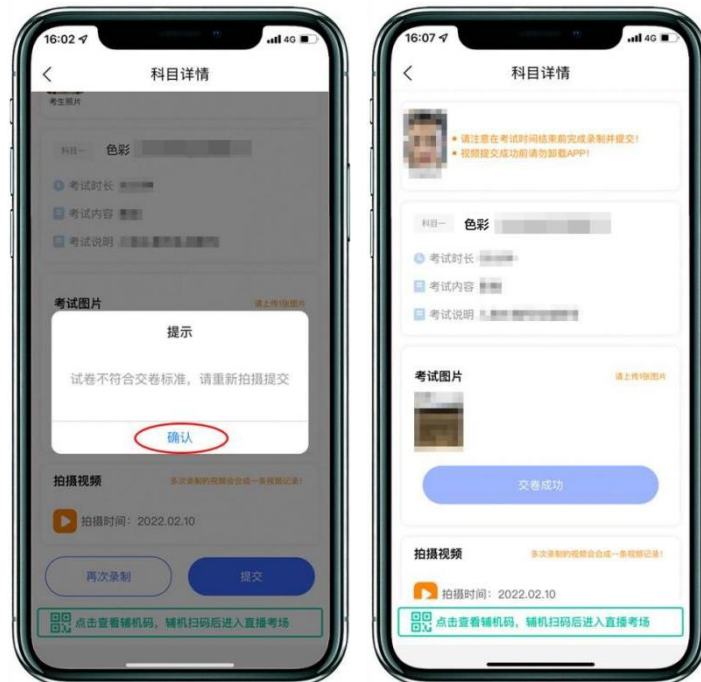 16:02
4G
科目详情
考生照片
科目一
色彩
考试时长
考试内容
考试说明
考试图片
请上传1张图片
提示
试卷不符合交卷标准，请重新拍摄提交
确认
拍摄视频
多次录制的视频会合成一条视频记录！
拍摄时间：2022.02.10
再次录制
提交
点击查看辅机码，辅机扫码后进入直播考场
16:07
4G
科目详情
• 请注意在考试时间结束前完成录制并提交！
• 视频提交成功前请勿卸载APP！
科目一
色彩
考试时长
考试内容
考试说明
考试图片
请上传1张图片
交卷成功
拍摄视频
多次录制的视频会合成一条视频记录！
拍摄时间：2022.02.10
点击查看辅机码，辅机扫码后进入直播考场